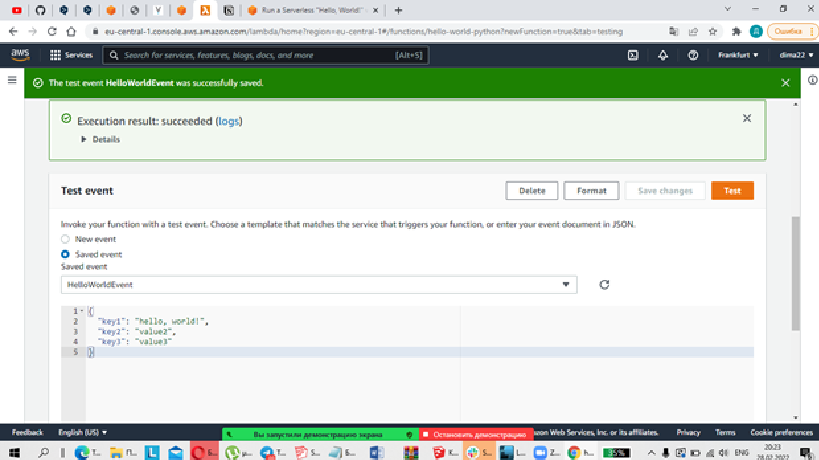 Run a Serverless "Hello, World!"
eu-central-1.console.aws.amazon.com/lambda/home?region=eu-central-1#/functions/hello-world-python?newFunction=true&tab=testing
Ошибка
aws Services Search for services, features, blogs, docs, and more [Alt+S] Frankfurt dima22
The test event HelloWorldEvent was successfully saved.
Execution result: succeeded (logs)
Details
Test event Delete Format Save changes Test
Invoke your function with a test event. Choose a template that matches the service that triggers your function, or enter your event document in JSON.
New event
Saved event
Saved event
HelloWorldEvent
1 {
2 "key1": "hello, world!",
3 "key2": "value2",
4 "key3": "value3"
5 }
Feedback English (US) Вы запустили демонстрацию экрана Остановить демонстрацию zon Web Services, Inc. or its affiliates. Privacy Terms Cookie preferences
35% ENG 20:23
28.02.2022